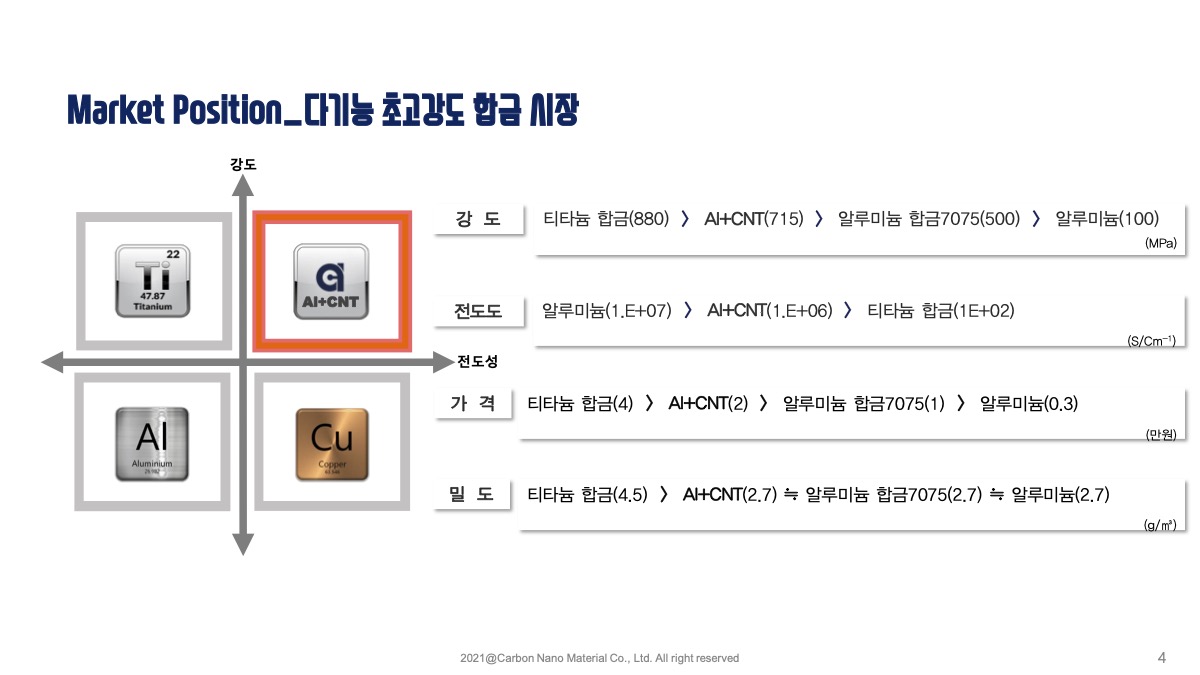 Market Position_다기능 초고강도 합금 시장
강도
22
Ti
47.87
Titanium
Al+CNT
전도성
Al
Aluminium
Cu
Copper
강 도
티타늄 합금(880) 〉 Al+CNT(715) 〉 알루미늄 합금7075(500) 〉 알루미늄(100)
(MPa)
전도도
알루미늄(1.E+07) 〉 Al+CNT(1.E+06) 〉 티타늄 합금(1E+02)
(S/Cm⁻¹)
가 격
티타늄 합금(4) 〉 Al+CNT(2) 〉 알루미늄 합금7075(1) 〉 알루미늄(0.3)
(만원)
밀 도
티타늄 합금(4.5) 〉 Al+CNT(2.7) ≒ 알루미늄 합금7075(2.7) ≒ 알루미늄(2.7)
(g/㎥)
2021@Carbon Nano Material Co., Ltd. All right reserved
4